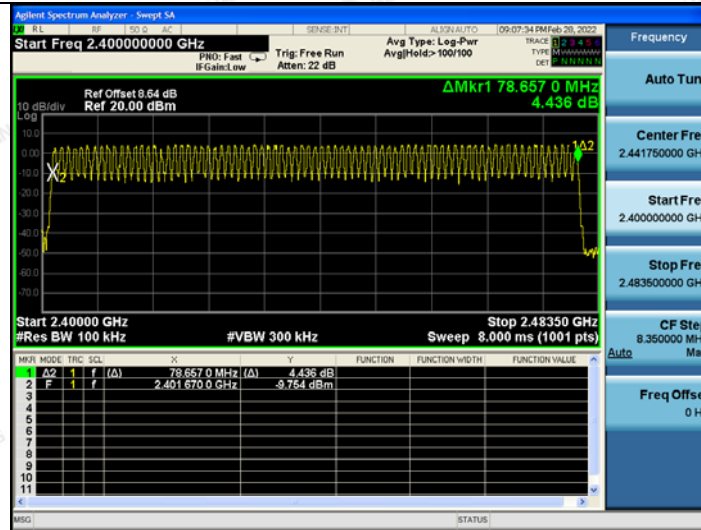 Agilent Spectrum Analyzer - Swept SA
RL RF 50 Ω AC SENSE:INT ALIGNAUTO 09:07:34 PM Feb 28, 2022
Start Freq 2.400000000 GHz
PNO: Fast
IFGain:Low
Trig: Free Run
Atten: 22 dB
Avg Type: Log-Pwr
Avg|Hold:>100/100
TRACE 1 2 3 4 5 6
TYPE M
DET P N N N N N
Ref Offset 8.64 dB
Ref 20.00 dBm
ΔMkr1 78.657 0 MHz
4.436 dB
10 dB/div
Log
10.0
0.00
-10.0
-20.0
-30.0
-40.0
-50.0
-60.0
-70.0
2
1Δ2
Start 2.40000 GHz
#Res BW 100 kHz
#VBW 300 kHz
Stop 2.48350 GHz
Sweep 8.000 ms (1001 pts)
MKR MODE TRC SCL X Y FUNCTION FUNCTION WIDTH FUNCTION VALUE
1 Δ2 1 f (Δ) 78.657 0 MHz (Δ) 4.436 dB
2 F 1 f 2.401 670 0 GHz -9.754 dBm
3
4
5
6
7
8
9
10
11
MSG
STATUS
Frequency
Auto Tun
Center Fre
2.441750000 GH
Start Fre
2.400000000 GH
Stop Fre
2.483500000 GH
CF Ste
8.350000 MH
Auto Ma
Freq Offse
0 H